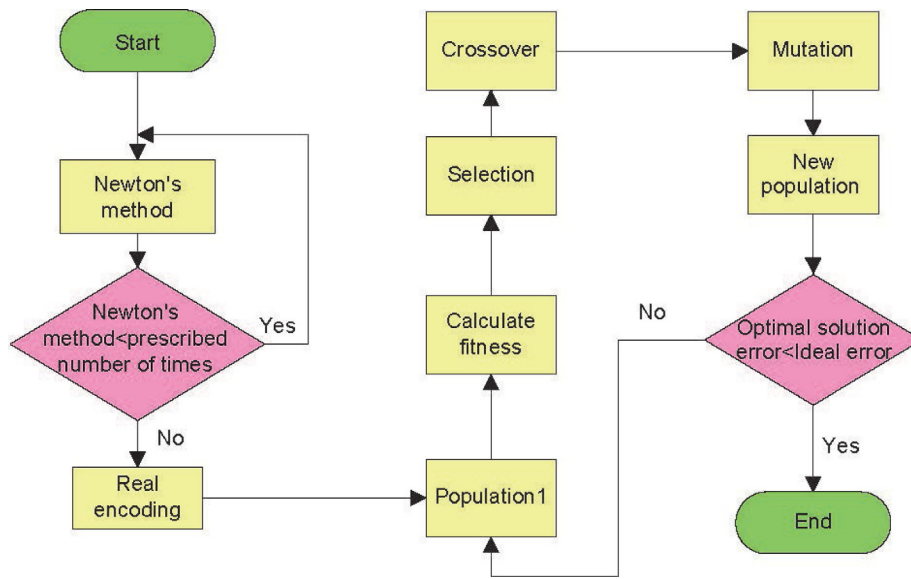 Start
Newton's
method
Newton's
method<prescribed
number of times
Yes
No
Real
encoding
Population1
Calculate
fitness
Selection
Crossover
Mutation
New
population
Optimal solution
error<Ideal error
No
Yes
End